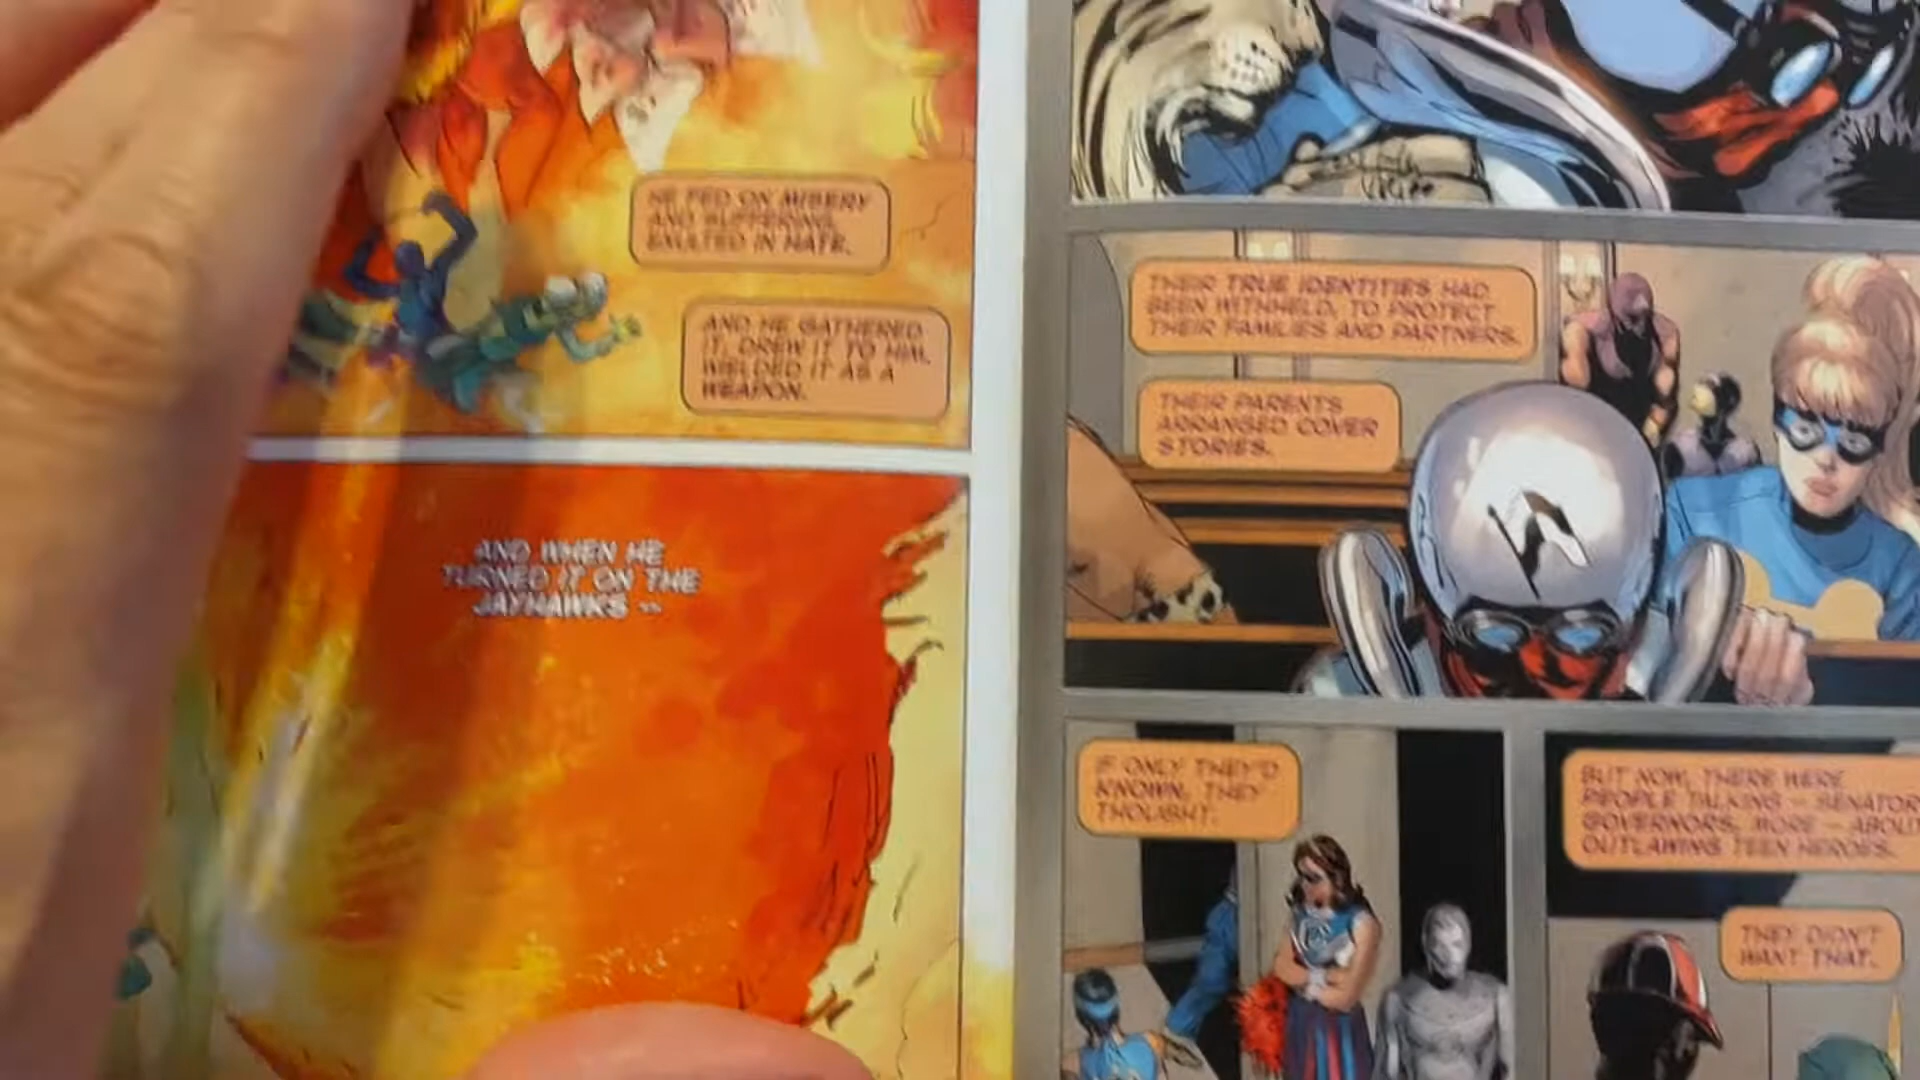 HE FED ON MISERY
AND SUFFERING,
EXULTED IN HATE.
AND HE GATHERED
IT, DREW IT TO HIM,
WIELDED IT AS A
WEAPON.
AND WHEN HE
TURNED IT ON THE
JAYHAWKS --
THEIR TRUE IDENTITIES HAD
BEEN WITHHELD, TO PROTECT
THEIR FAMILIES AND PARTNERS.
THEIR PARENTS
ARRANGED COVER
STORIES.
IF ONLY THEY'D
KNOWN, THEY
THOUGHT.
BUT NOW, THERE WERE
PEOPLE TALKING -- SENATOR
GOVERNORS, MORE -- ABOU
OUTLAWING TEEN HEROES.
THEY DIDN'T
WANT THAT.